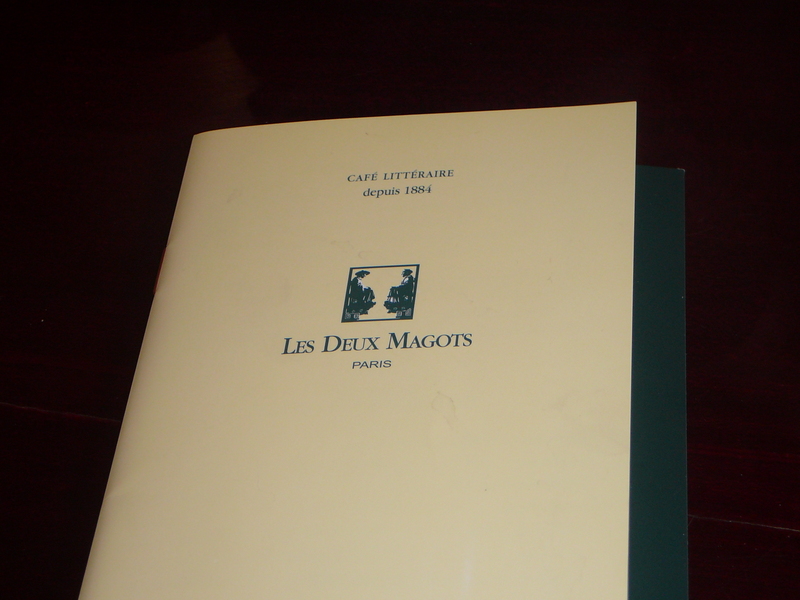 CAFÉ LITTÉRAIRE
depuis 1884
LES DEUX MAGOTS
PARIS